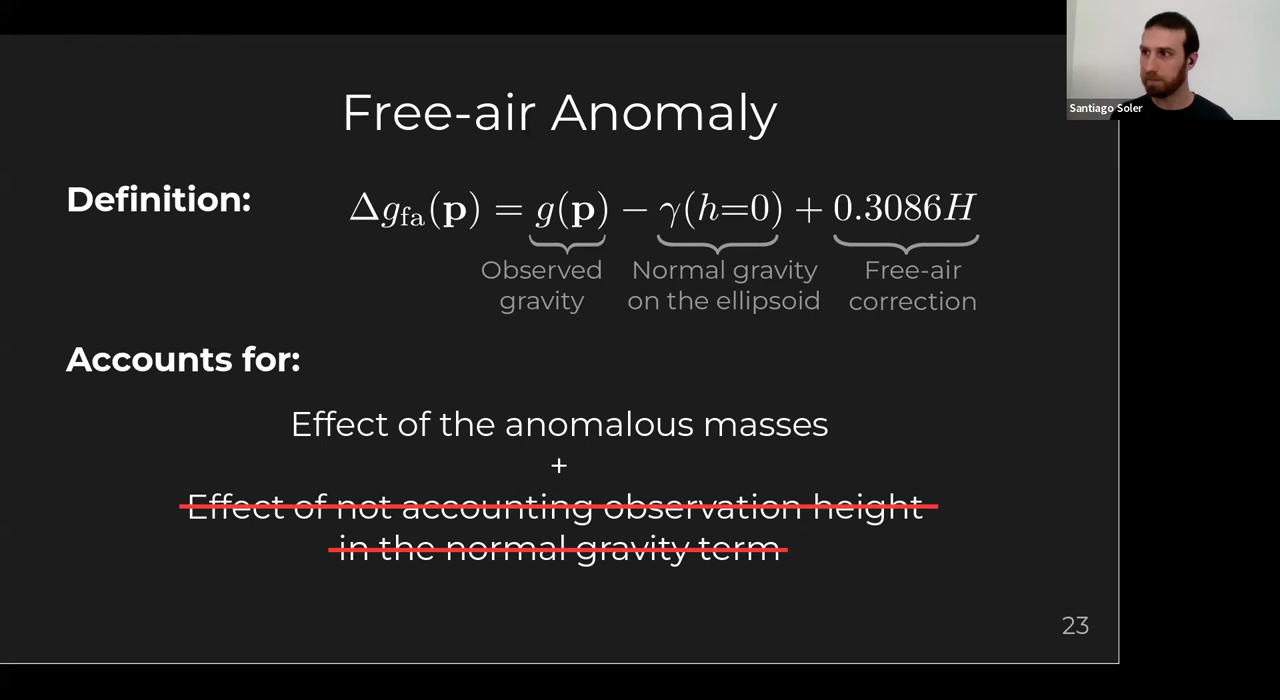 Santiago Soler
Free-air Anomaly
Definition:
Δg_fa(p) = g(p) − γ(h=0) + 0.3086H
Observed gravity
Normal gravity on the ellipsoid
Free-air correction
Accounts for:
Effect of the anomalous masses
+
Effect of not accounting observation height
in the normal gravity term
23